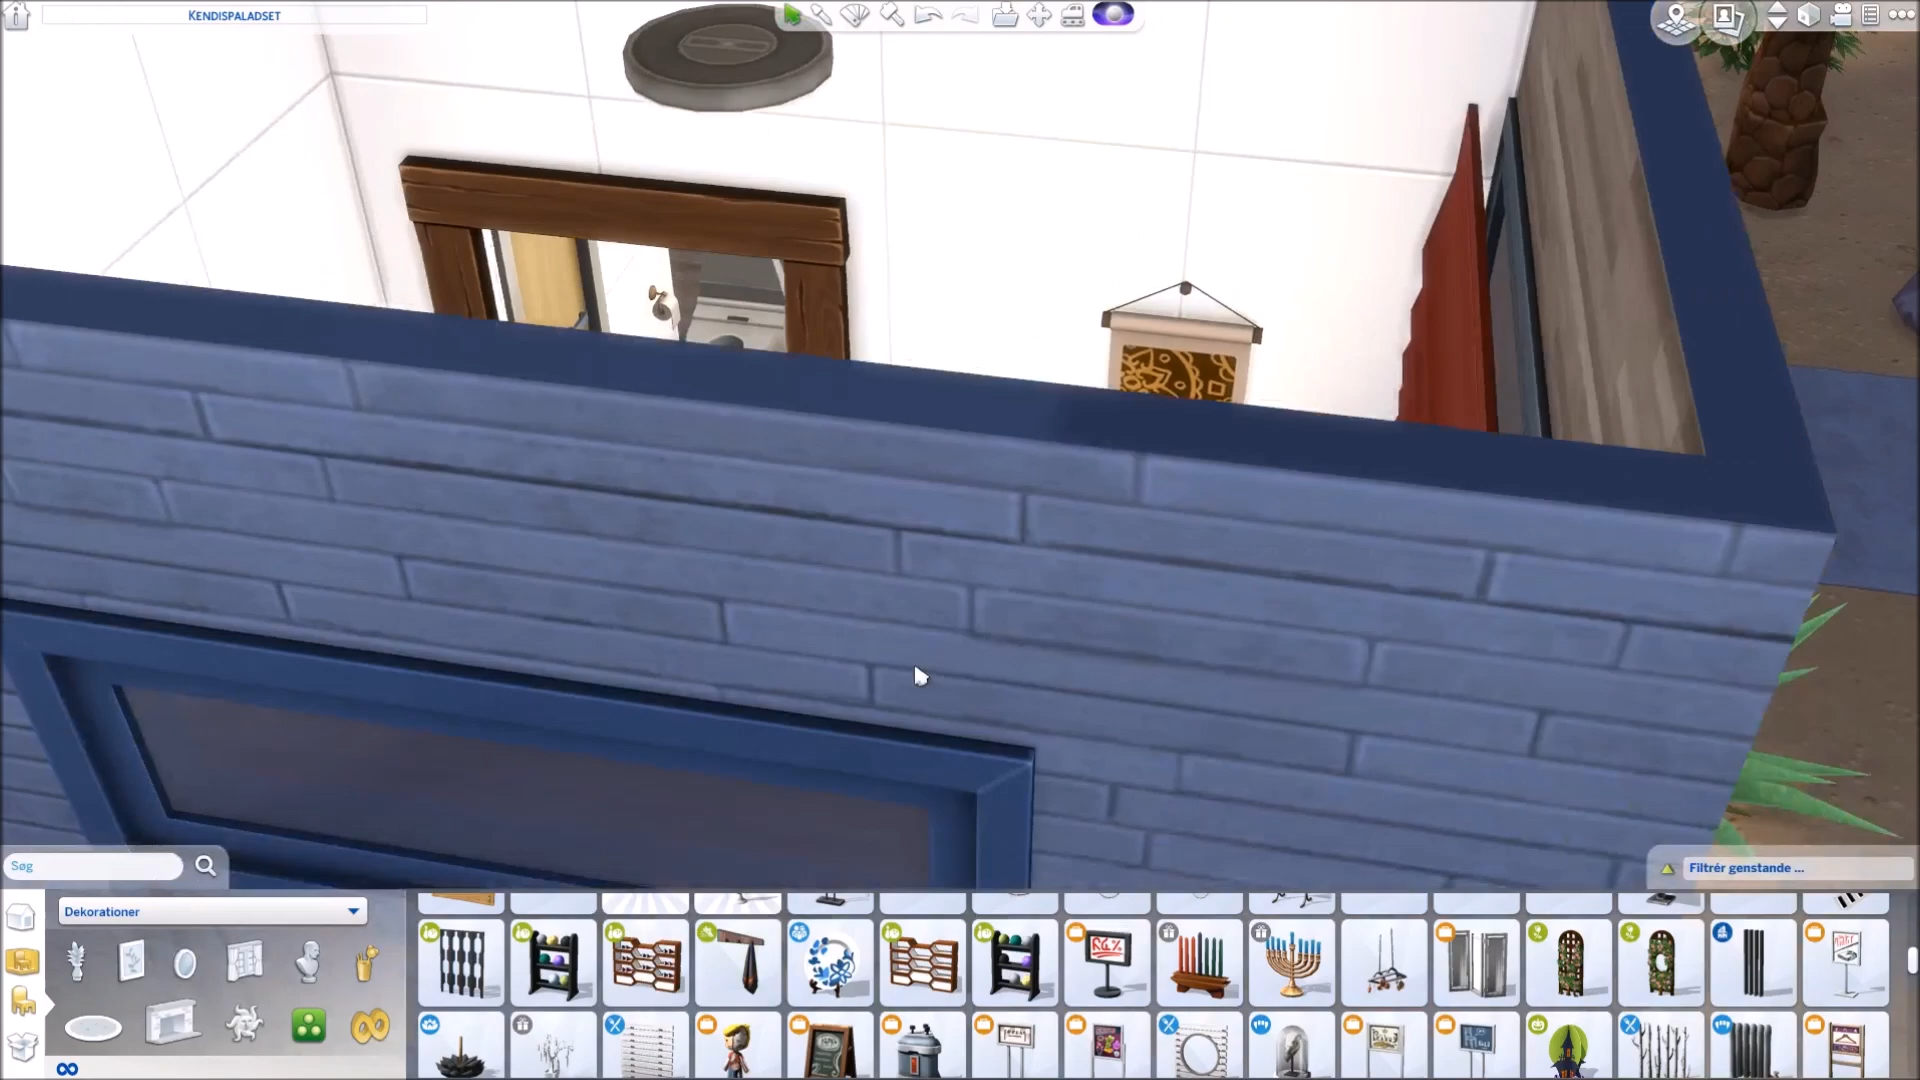 KENDISPALADSET
Søg
Filtrér genstande ...
Dekorationer
RG%